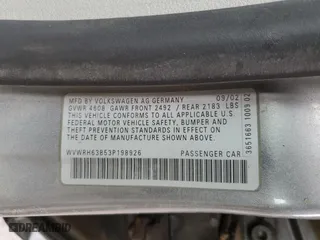 MFD BY VOLKSWAGEN AG GERMANY 09/02
GVWR 4608 GAWR FRONT 2492 / REAR 2183 LBS
THIS VEHICLE CONFORMS TO ALL APPLICABLE U.S.
FEDERAL MOTOR VEHICLE SAFETY BUMPER AND
THEFT PREVENTION STANDARDS IN EFFECT ON THE
DATE OF MANUFACTURE SHOWN ABOVE
WVWRH63B53P198926 PASSENGER CAR